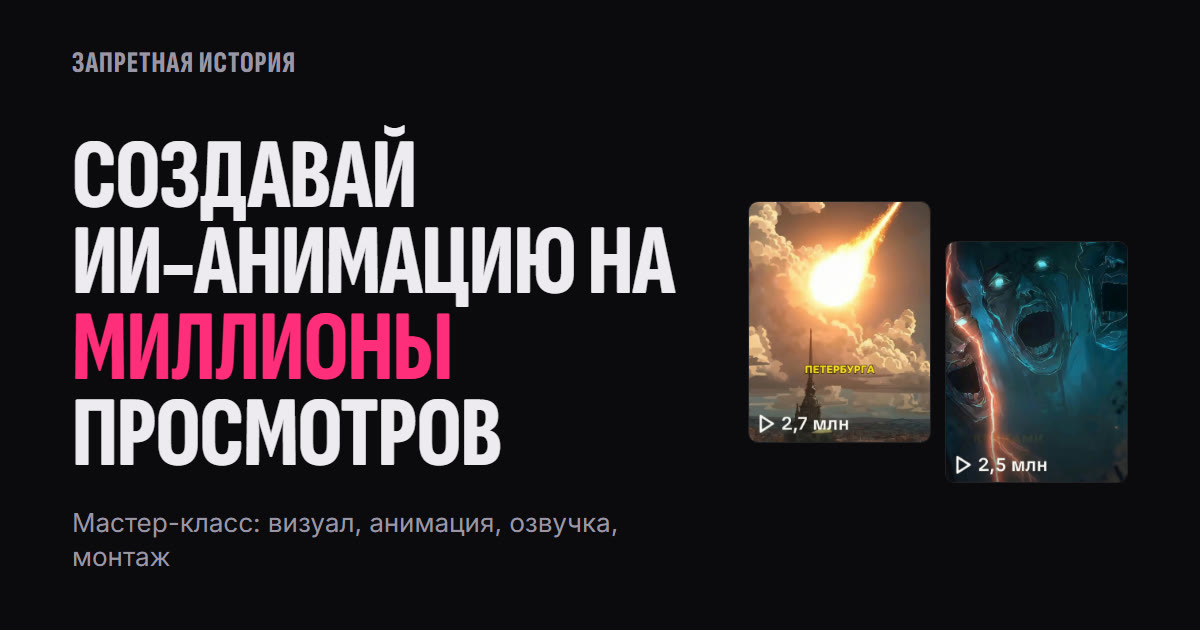 ЗАПРЕТНАЯ ИСТОРИЯ
СОЗДАВАЙ
ИИ-АНИМАЦИЮ НА
МИЛЛИОНЫ
ПРОСМОТРОВ
Мастер-класс: визуал, анимация, озвучка,
монтаж
ПЕТЕРБУРГА
2,7 млн
2,5 млн